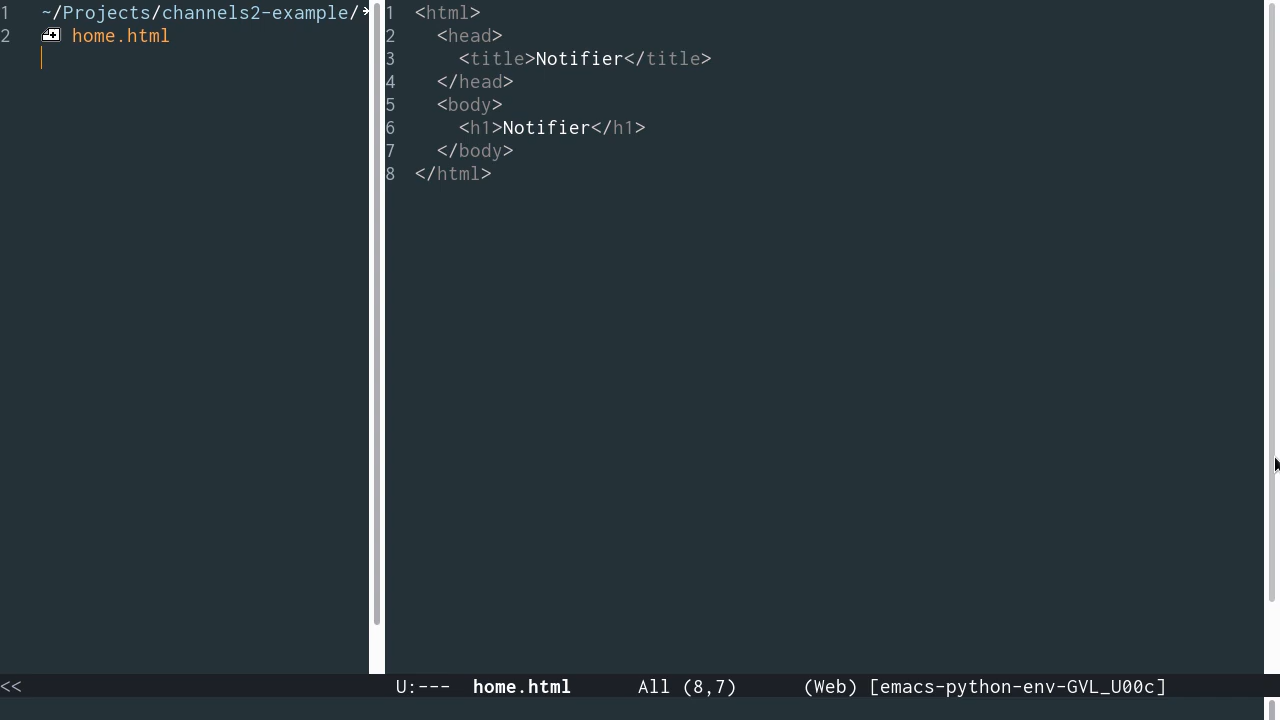 1 ~/Projects/channels2-example/
2 home.html
1 <html>
2 <head>
3 <title>Notifier</title>
4 </head>
5 <body>
6 <h1>Notifier</h1>
7 </body>
8 </html>
<< U:--- home.html All (8,7) (Web) [emacs-python-env-GVL_U00c]